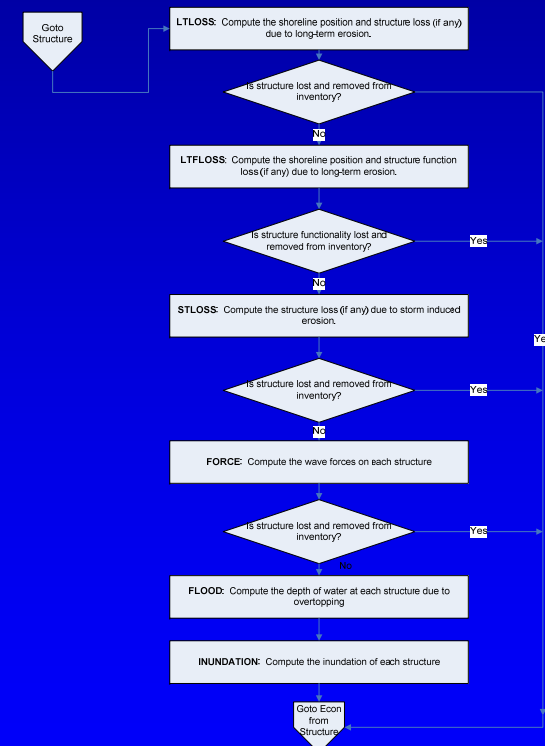 Goto
Structure
LTLOSS: Compute the shoreline position and structure loss (if any)
due to long-term erosion.
Is structure lost and removed from
inventory?
No
LTFLOSS: Compute the shoreline position and structure function
loss (if any) due to long-term erosion.
Is structure functionality lost and
removed from inventory?
Yes
No
STLOSS: Compute the structure loss (if any) due to storm induced
erosion.
Ye
Is structure lost and removed from
inventory?
Yes
No
FORCE: Compute the wave forces on each structure
Is structure lost and removed from
inventory?
Yes
No
FLOOD: Compute the depth of water at each structure due to
overtopping
INUNDATION: Compute the inundation of each structure
Goto Econ
from
Structure